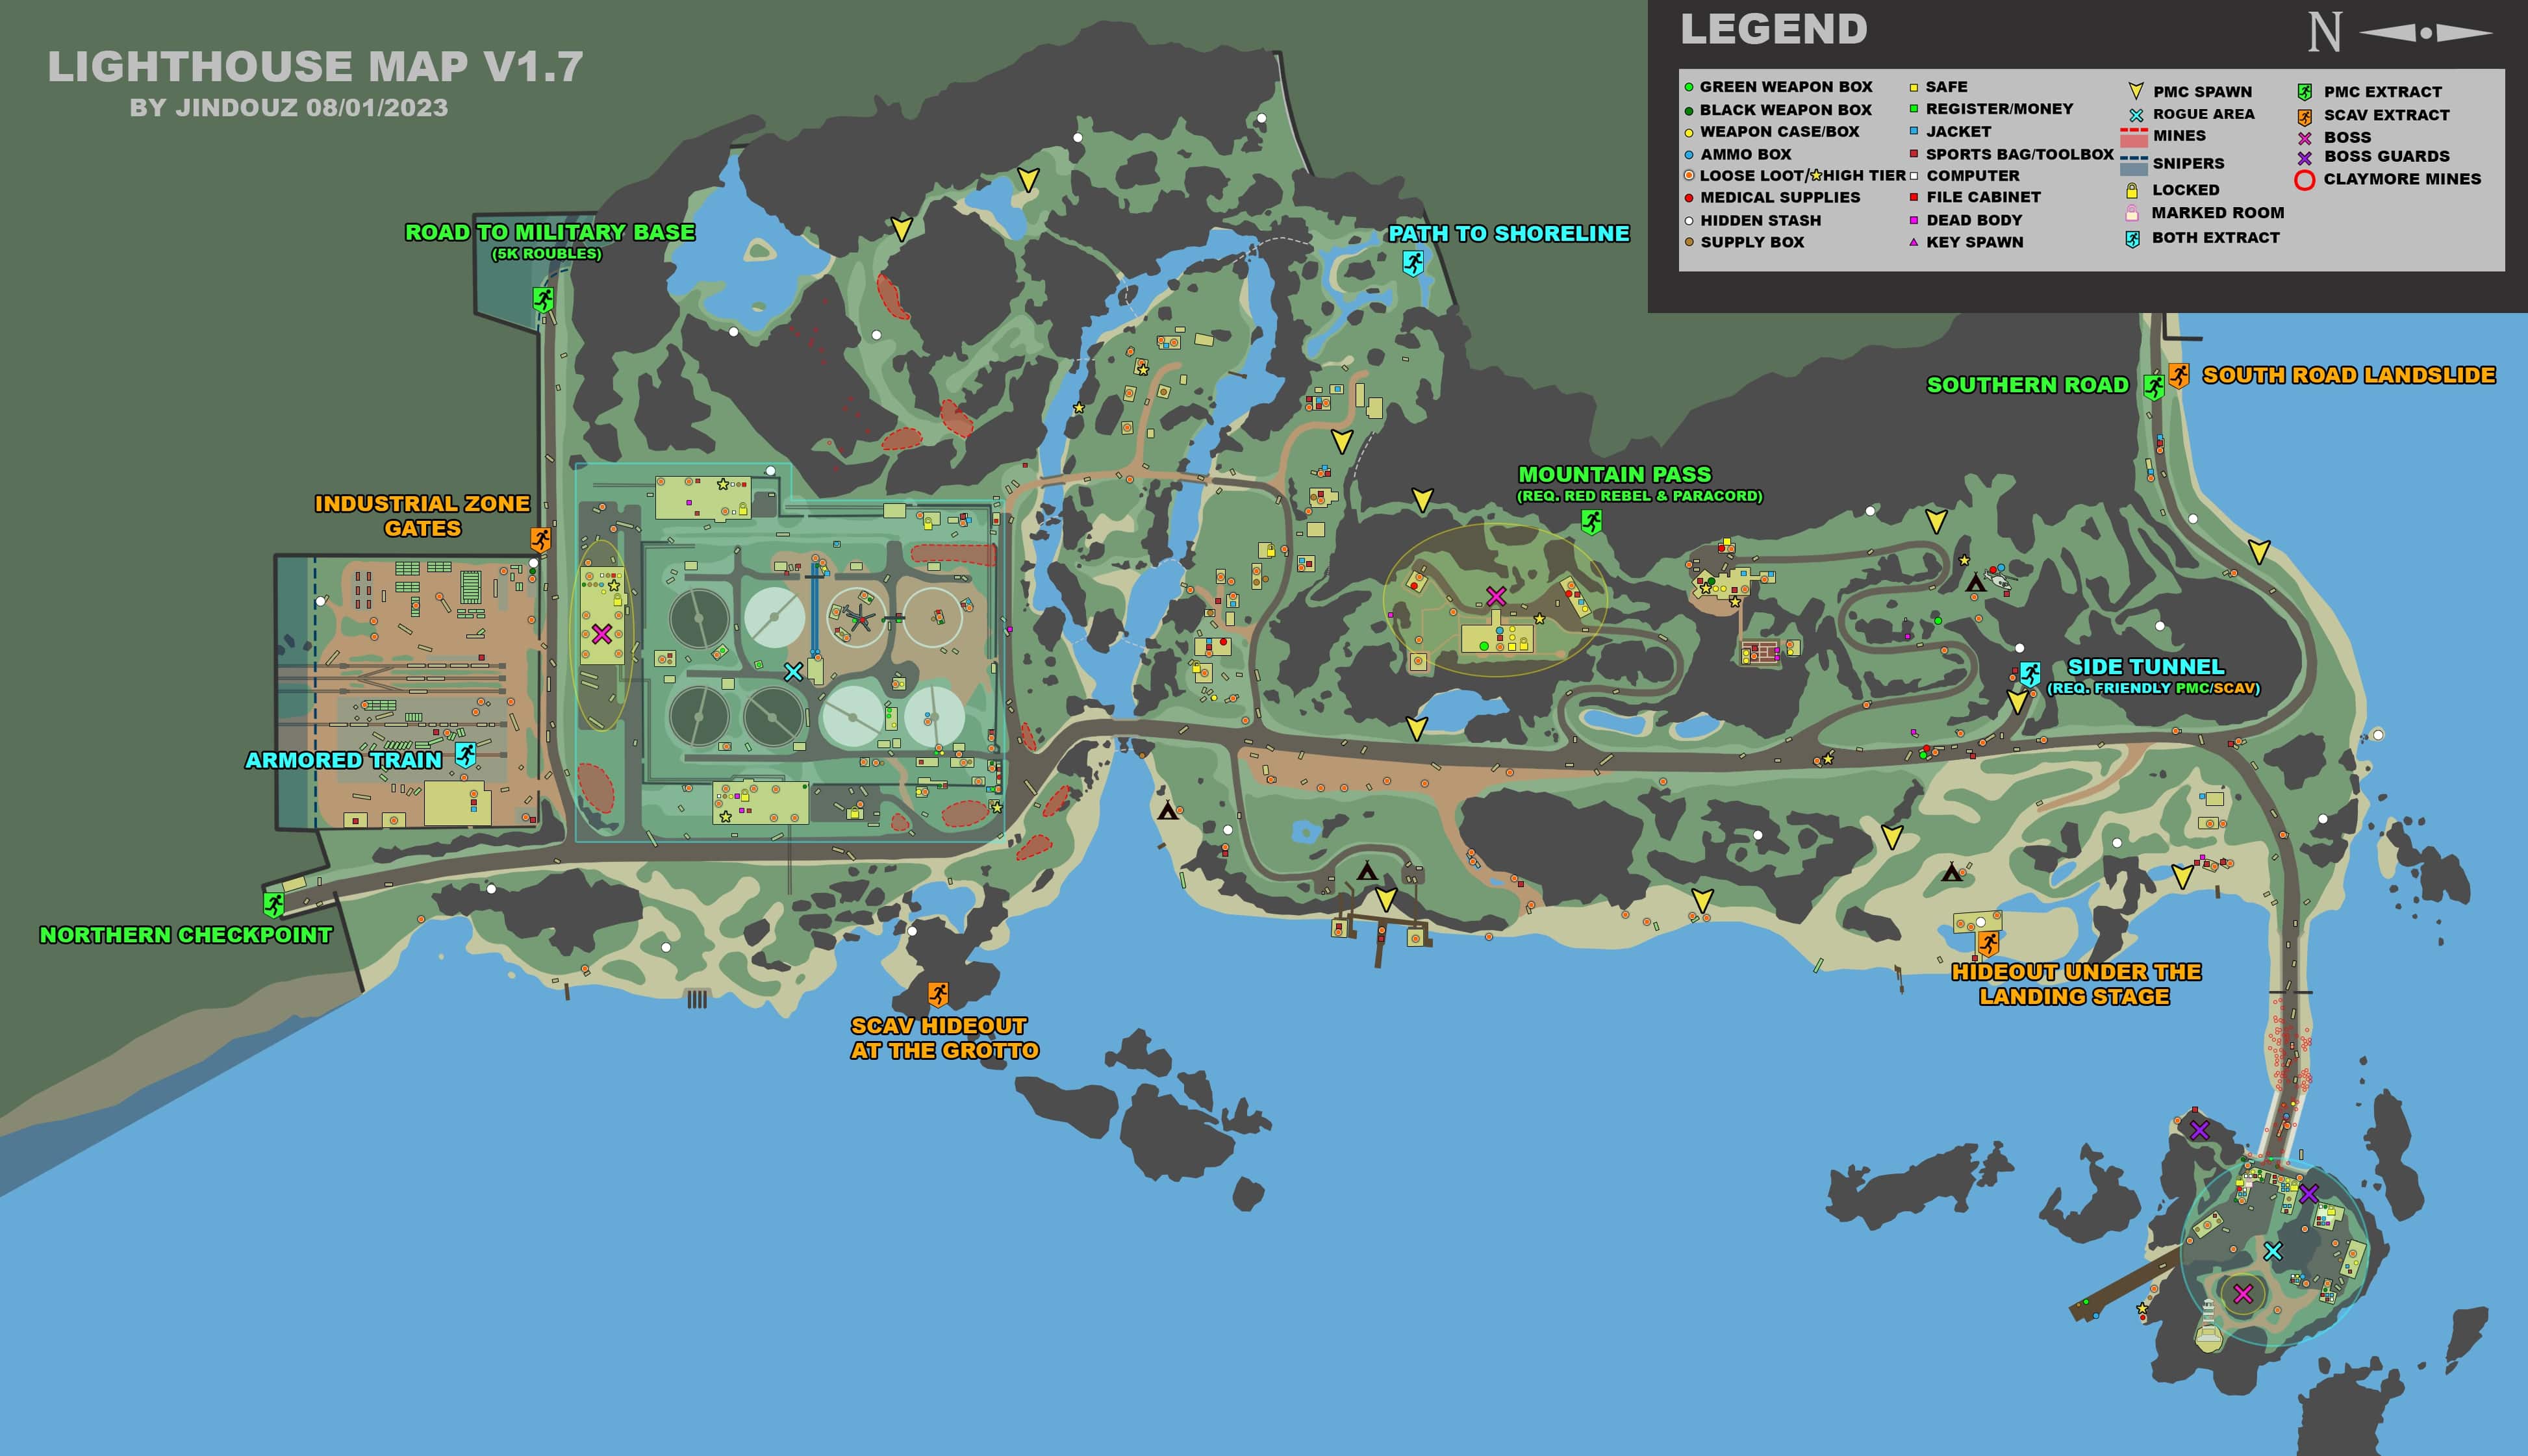 LIGHTHOUSE MAP V1.7
BY JINDOUZ 08/01/2023
LEGEND
N
GREEN WEAPON BOX
BLACK WEAPON BOX
WEAPON CASE/BOX
AMMO BOX
LOOSE LOOT/HIGH TIER
MEDICAL SUPPLIES
HIDDEN STASH
SUPPLY BOX
SAFE
REGISTER/MONEY
JACKET
SPORTS BAG/TOOLBOX
COMPUTER
FILE CABINET
DEAD BODY
KEY SPAWN
PMC SPAWN
ROGUE AREA
MINES
SNIPERS
LOCKED
MARKED ROOM
BOTH EXTRACT
PMC EXTRACT
SCAV EXTRACT
BOSS
BOSS GUARDS
CLAYMORE MINES
ROAD TO MILITARY BASE
(5K ROUBLES)
PATH TO SHORELINE
SOUTHERN ROAD
SOUTH ROAD LANDSLIDE
INDUSTRIAL ZONE
GATES
MOUNTAIN PASS
(REQ. RED REBEL & PARACORD)
SIDE TUNNEL
(REQ. FRIENDLY PMC/SCAV)
ARMORED TRAIN
NORTHERN CHECKPOINT
SCAV HIDEOUT
AT THE GROTTO
HIDEOUT UNDER THE
LANDING STAGE